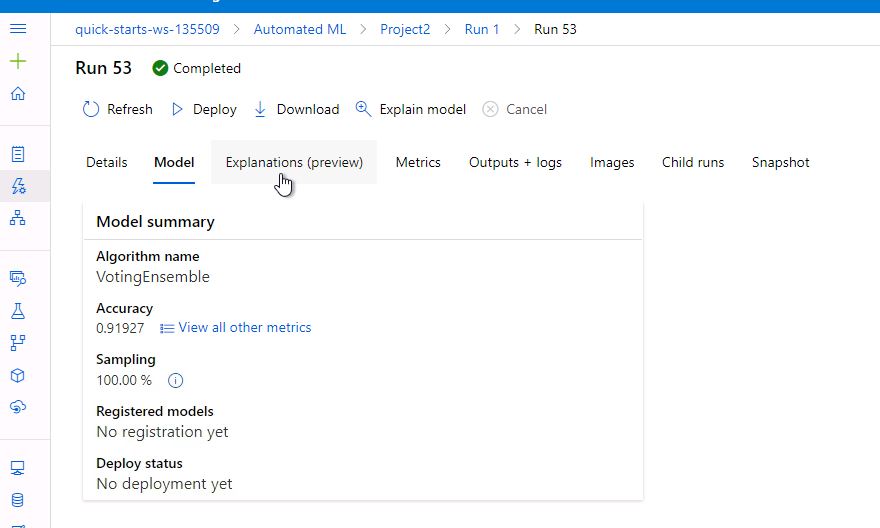 quick-starts-ws-135509 > Automated ML > Project2 > Run 1 > Run 53
Run 53 Completed
Refresh Deploy Download Explain model Cancel
Details Model Explanations (preview) Metrics Outputs + logs Images Child runs Snapshot
Model summary
Algorithm name
VotingEnsemble
Accuracy
0.91927 View all other metrics
Sampling
100.00 %
Registered models
No registration yet
Deploy status
No deployment yet